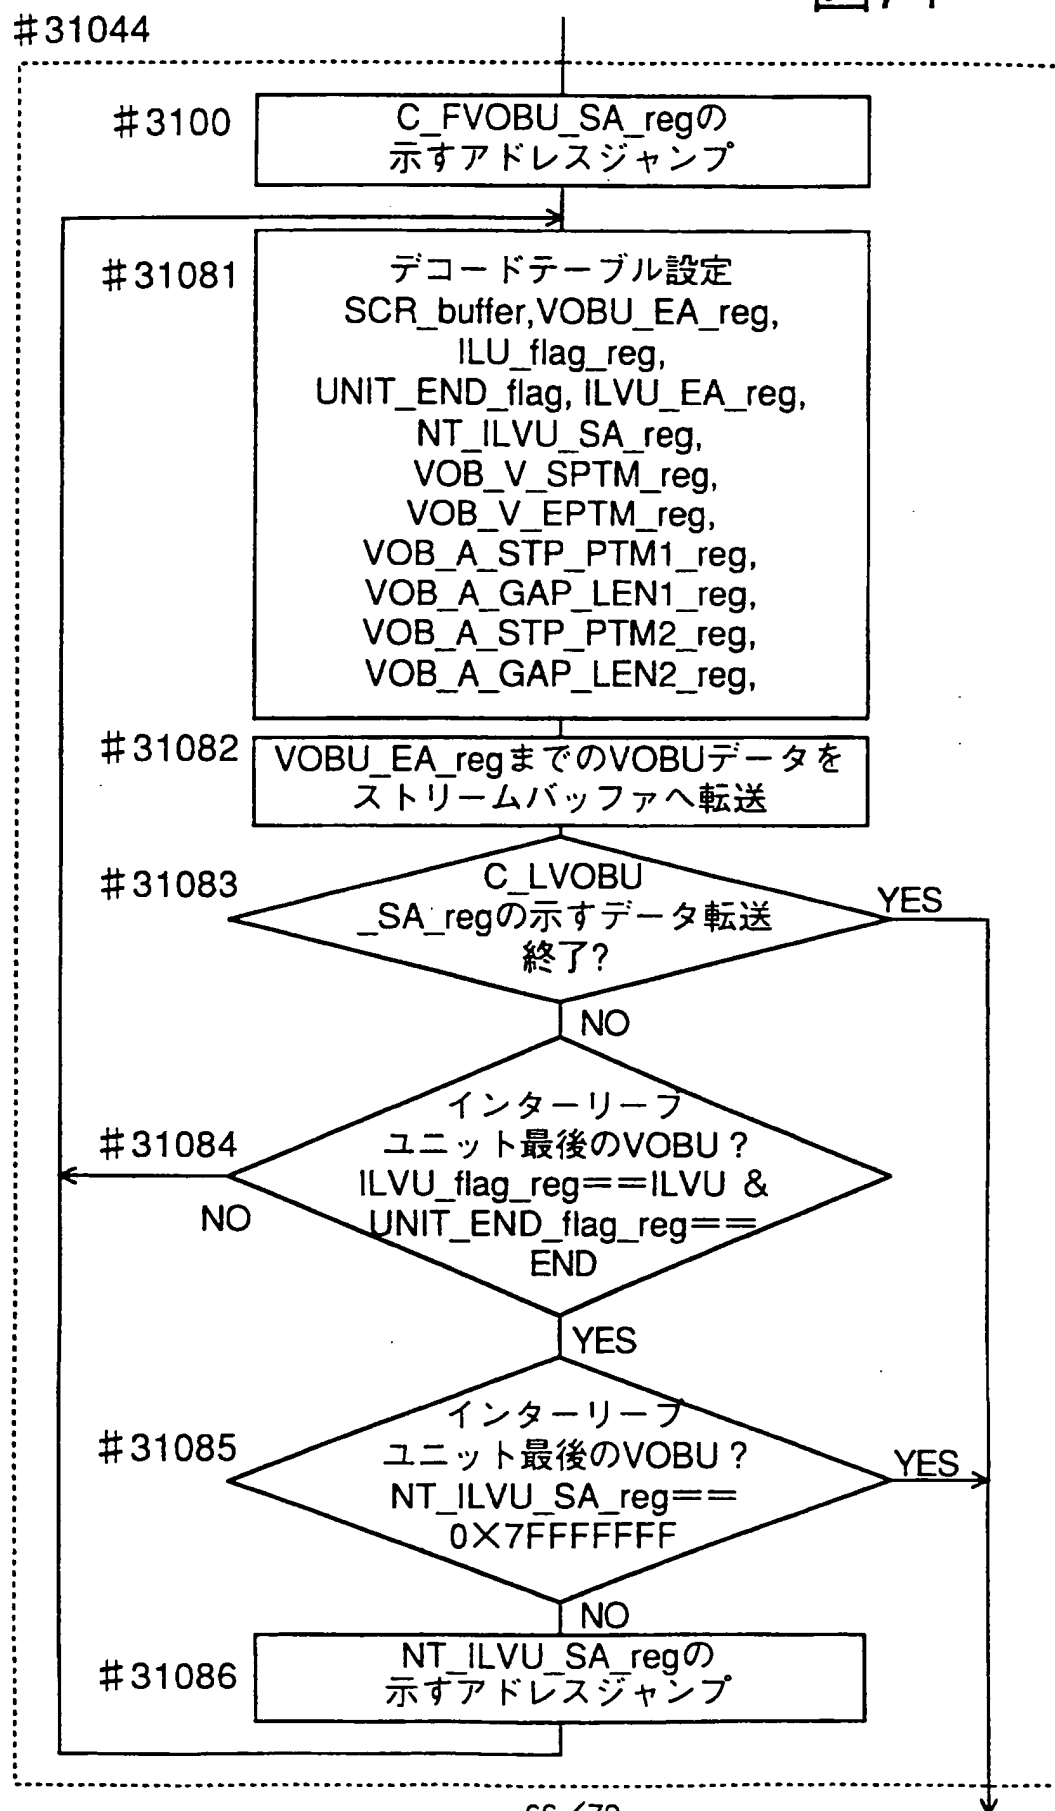 #31044
#3100
C_FVOBU_SA_regの
示すアドレスジャンプ
#31081
デコードテーブル設定
SCR_buffer,VOBU_EA_reg,
ILU_flag_reg,
UNIT_END_flag, ILVU_EA_reg,
NT_ILVU_SA_reg,
VOB_V_SPTM_reg,
VOB_V_EPTM_reg,
VOB_A_STP_PTM1_reg,
VOB_A_GAP_LEN1_reg,
VOB_A_STP_PTM2_reg,
VOB_A_GAP_LEN2_reg,
#31082
VOBU_EA_regまでのVOBUデータを
ストリームバッファへ転送
#31083
C_LVOBU
_SA_regの示すデータ転送
終了?
YES
NO
#31084
インターリーブ
ユニット最後のVOBU?
ILVU_flag_reg==ILVU &
UNIT_END_flag_reg==
END
NO
YES
#31085
インターリーブ
ユニット最後のVOBU?
NT_ILVU_SA_reg==
0×7FFFFFFF
YES
NO
#31086
NT_ILVU_SA_regの
示すアドレスジャンプ